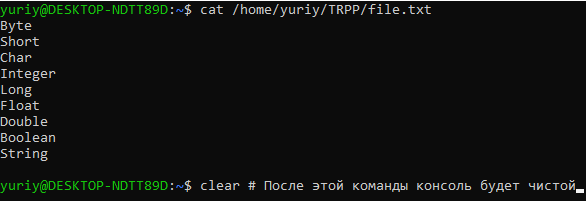 yuriy@DESKTOP-NDTT89D:~$ cat /home/yuriy/TRPP/file.txt
Byte
Short
Char
Integer
Long
Float
Double
Boolean
String
yuriy@DESKTOP-NDTT89D:~$ clear # После этой команды консоль будет чистой